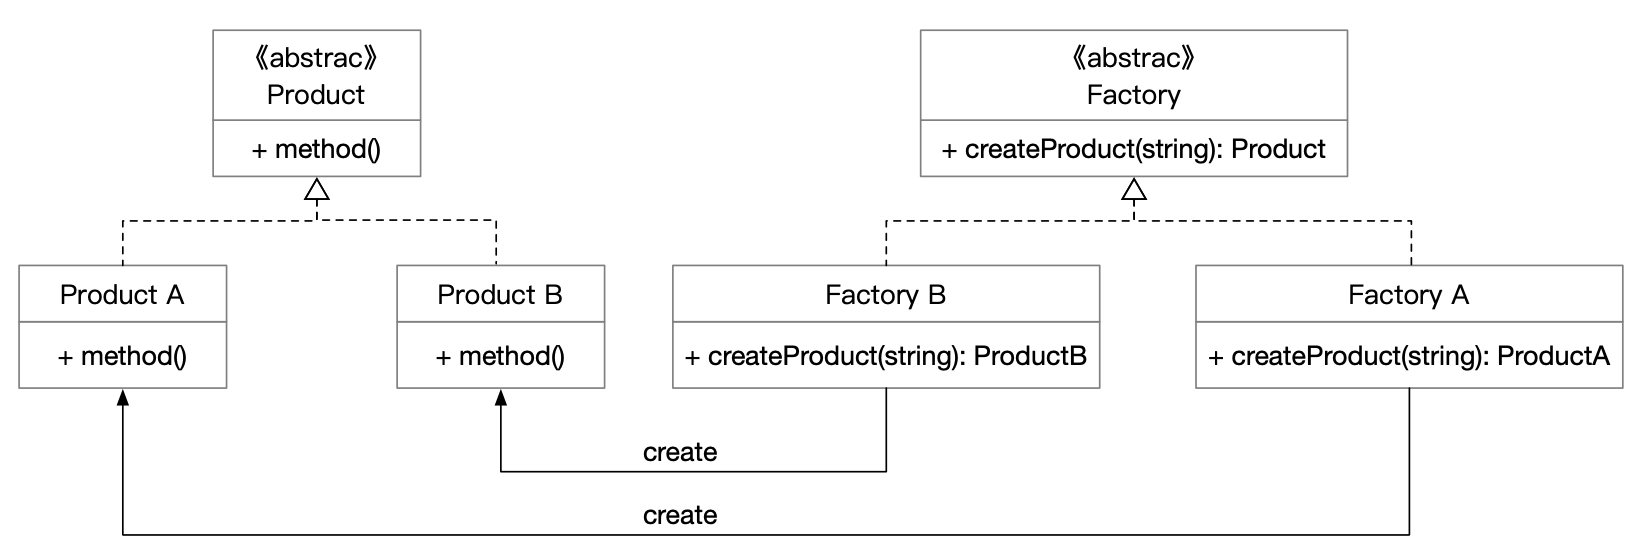 《abstrac》
Product
+ method()
《abstrac》
Factory
+ createProduct(string): Product
Product A
+ method()
Product B
+ method()
Factory B
+ createProduct(string): ProductB
Factory A
+ createProduct(string): ProductA
create
create